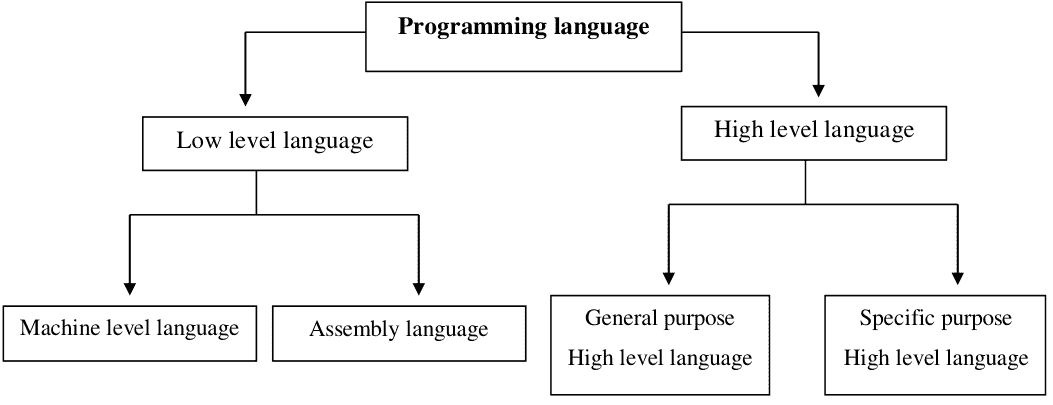 Programming language
Low level language
High level language
Machine level language
Assembly language
General purpose
High level language
Specific purpose
High level language